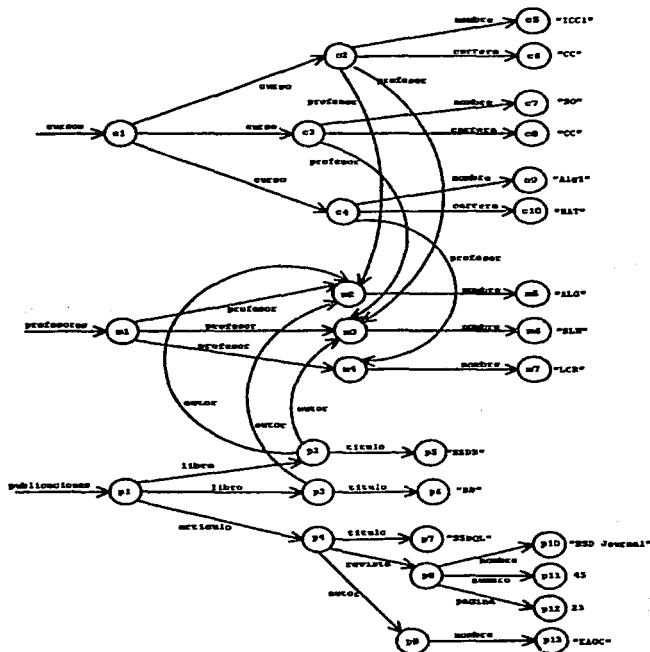 nombre c5 "ICC1"
c2
carrera c6 "CC"
profesor
curso profesor
nombre c7 "SO"
cursos c1 curso c3 carrera c8 "CC"
profesor
curso
nombre c9 "Alg2"
c4 carrera c10 "MAT"
profesor
m2 nombre m5 "ALG"
profesor
profesores m1 profesor m3 nombre m6
profesor
m4 nombre m7 "LCR"
autor autor autor
p2 titulo p5
libro
publicaciones p1 libro p3 titulo p6
articulo
p4 titulo p7
revista nombre p10 "SSD Journal"
p8 numero p11 45
autor pagina p12 23
p9 nombre p13